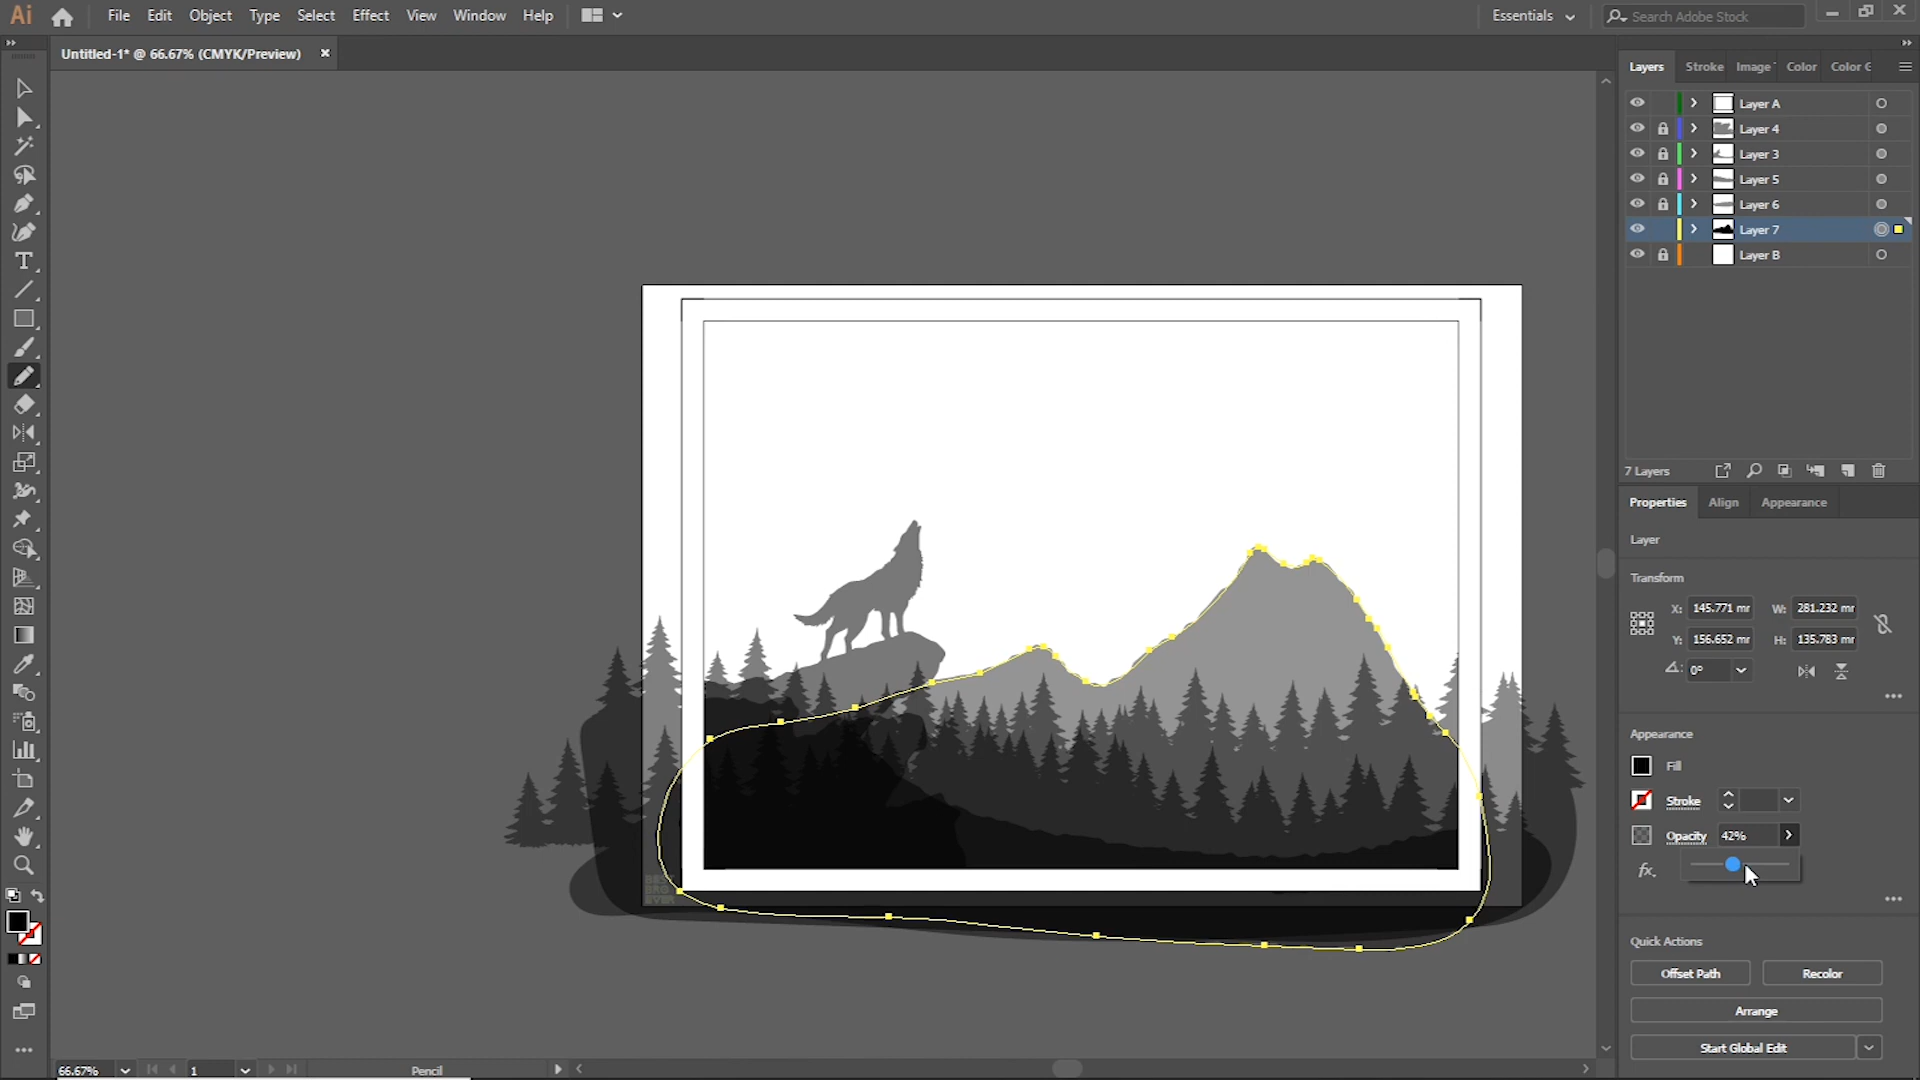 Ai File Edit Object Type Select Effect View Window Help Essentials Search Adobe Stock
Untitled-1* @ 66.67% (CMYK/Preview)
Layers Stroke Image Color Color G
Layer A
Layer 4
Layer 3
Layer 5
Layer 6
Layer 7
Layer B
7 Layers
Properties Align Appearance
Layer
Transform
X: 145.771 mr W: 281.232 mr
Y: 156.652 mr H: 135.783 mr
0°
Appearance
Fill
Stroke
Opacity 42%
fx.
Quick Actions
Offset Path Recolor
Arrange
Start Global Edit
66.67% 1 Pencil